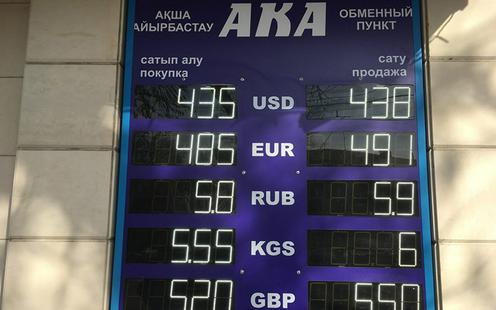 АҚША АЙЫРБАСТАУ АКА ОБМЕННЫЙ ПУНКТ
сатып алу сату
покупка продажа
435 USD 438
485 EUR 491
5.8 RUB 5.9
5.55 KGS 6
520 GBP 550